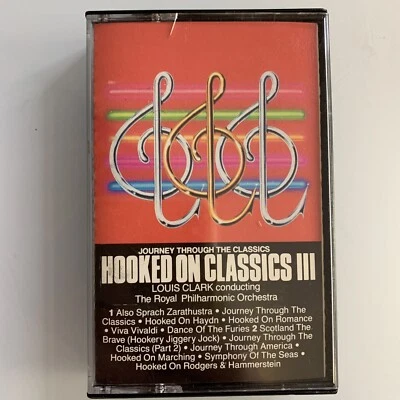 JOURNEY THROUGH THE CLASSICS
HOOKED ON CLASSICS III
LOUIS CLARK conducting
The Royal Philharmonic Orchestra
1 Also Sprach Zarathustra • Journey Through The
Classics • Hooked On Haydn • Hooked On Romance
• Viva Vivaldi • Dance Of The Furies 2 Scotland The
Brave (Hookery Jiggery Jock) • Journey Through The
Classics (Part 2) • Journey Through America •
Hooked On Marching • Symphony Of The Seas •
Hooked On Rodgers & Hammerstein